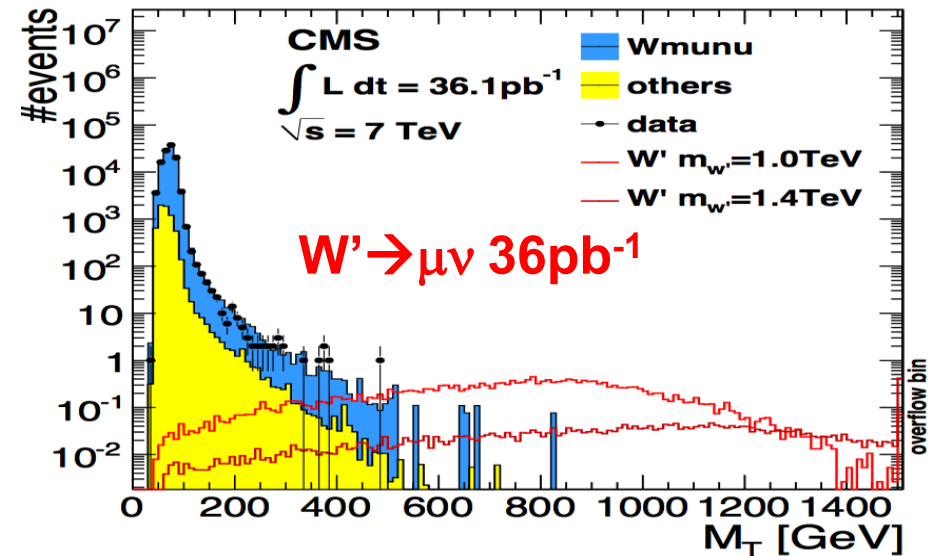 #events
10⁷
10⁶
10⁵
10⁴
10³
10²
10
1
10⁻¹
10⁻²
CMS
∫ L dt = 36.1pb⁻¹
√s = 7 TeV
Wmunu
others
data
W' m_w'=1.0TeV
W' m_w'=1.4TeV
W’→μν 36pb⁻¹
overflow bin
0 200 400 600 800 1000 1200 1400
M_T [GeV]